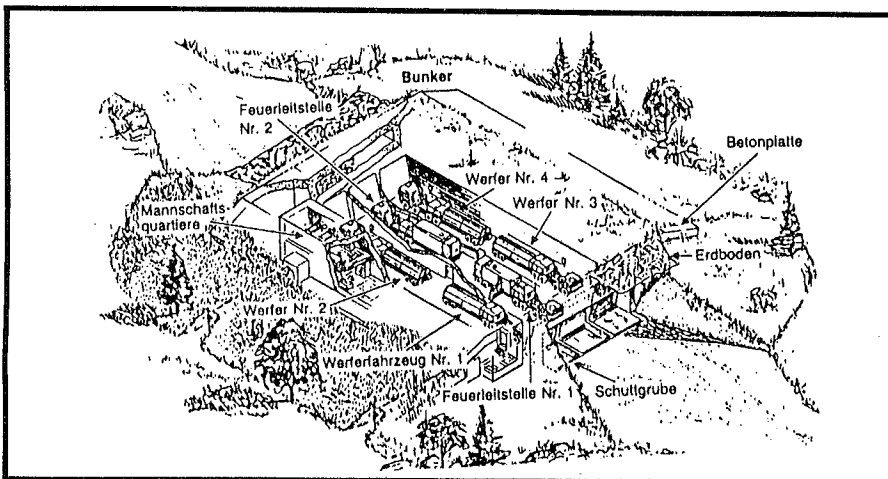 Bunker
Feuerleitstelle
Nr. 2
Betonplatte
Werfer Nr. 4
Werfer Nr. 3
Mannschafts
quartiere
Erdboden
Werfer Nr. 2
Werferfahrzeug Nr. 1
Feuerleitstelle Nr. 1
Schuttgrube